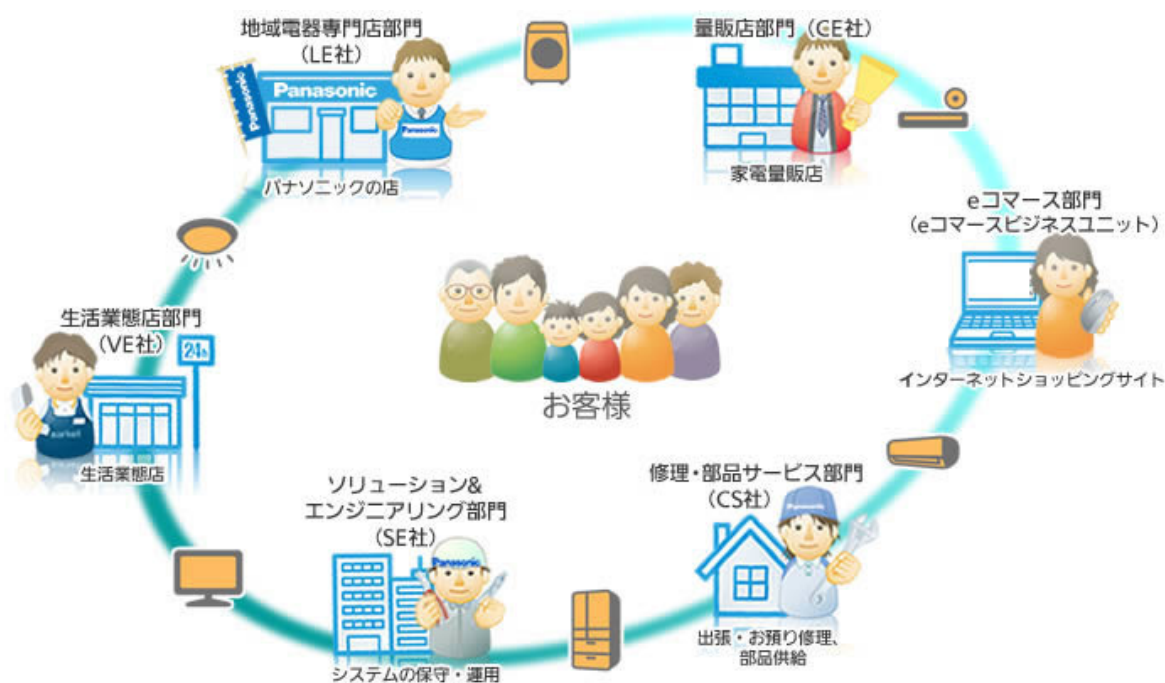 地域電器専門店部門
(LE社)
Panasonic
Panasonic
Panasonic
パナソニックの店
量販店部門 (CE社)
家電量販店
eコマース部門
(eコマースビジネスユニット)
インターネットショッピングサイト
生活業態店部門
(VE社)
24h
market
生活業態店
お客様
ソリューション&
エンジニアリング部門
(SE社)
Panasonic
システムの保守・運用
修理・部品サービス部門
(CS社)
Panasonic
出張・お預り修理、
部品供給